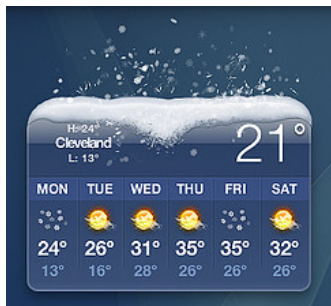 H: 24°
Cleveland
L: 13°
21°
MON TUE WED THU FRI SAT
24° 26° 31° 35° 35° 32°
13° 16° 28° 26° 26° 26°